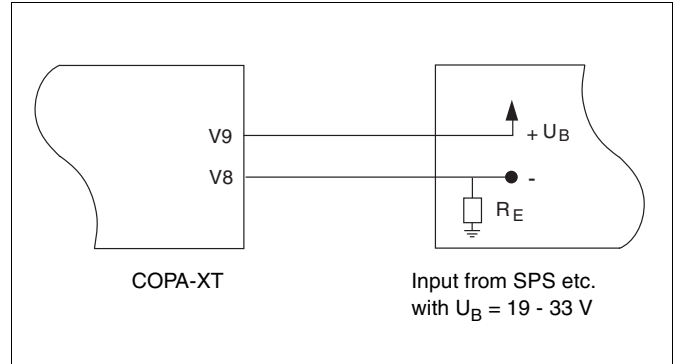 V9
+ U_B
V8
-
R_E
COPA-XT
Input from SPS etc.
with U_B = 19 - 33 V